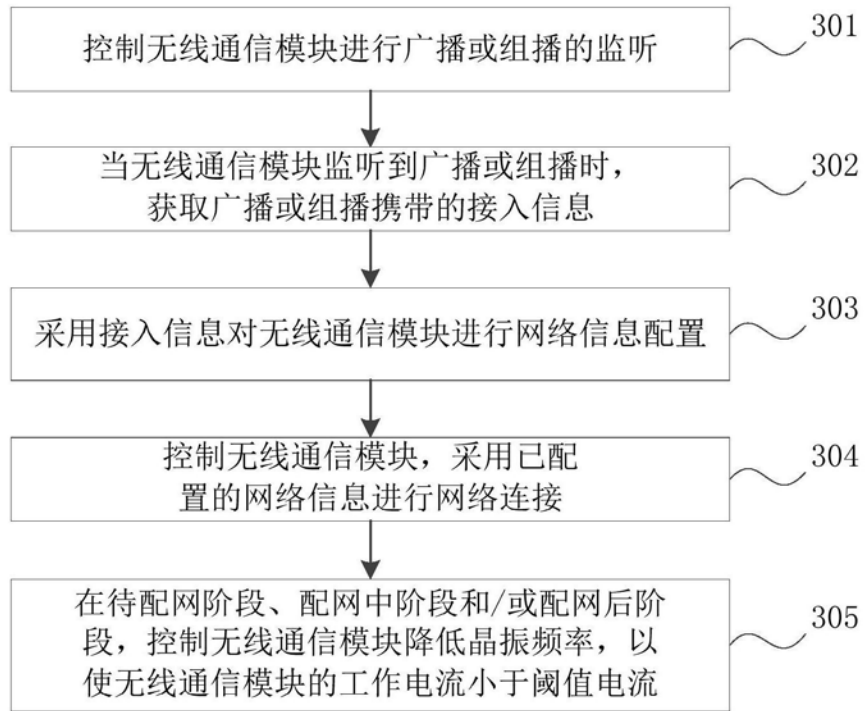 控制无线通信模块进行广播或组播的监听
301
当无线通信模块监听到广播或组播时，
获取广播或组播携带的接入信息
302
采用接入信息对无线通信模块进行网络信息配置
303
控制无线通信模块，采用已配
置的网络信息进行网络连接
304
在待配网阶段、配网中阶段和/或配网后阶
段，控制无线通信模块降低晶振频率，以
使无线通信模块的工作电流小于阈值电流
305